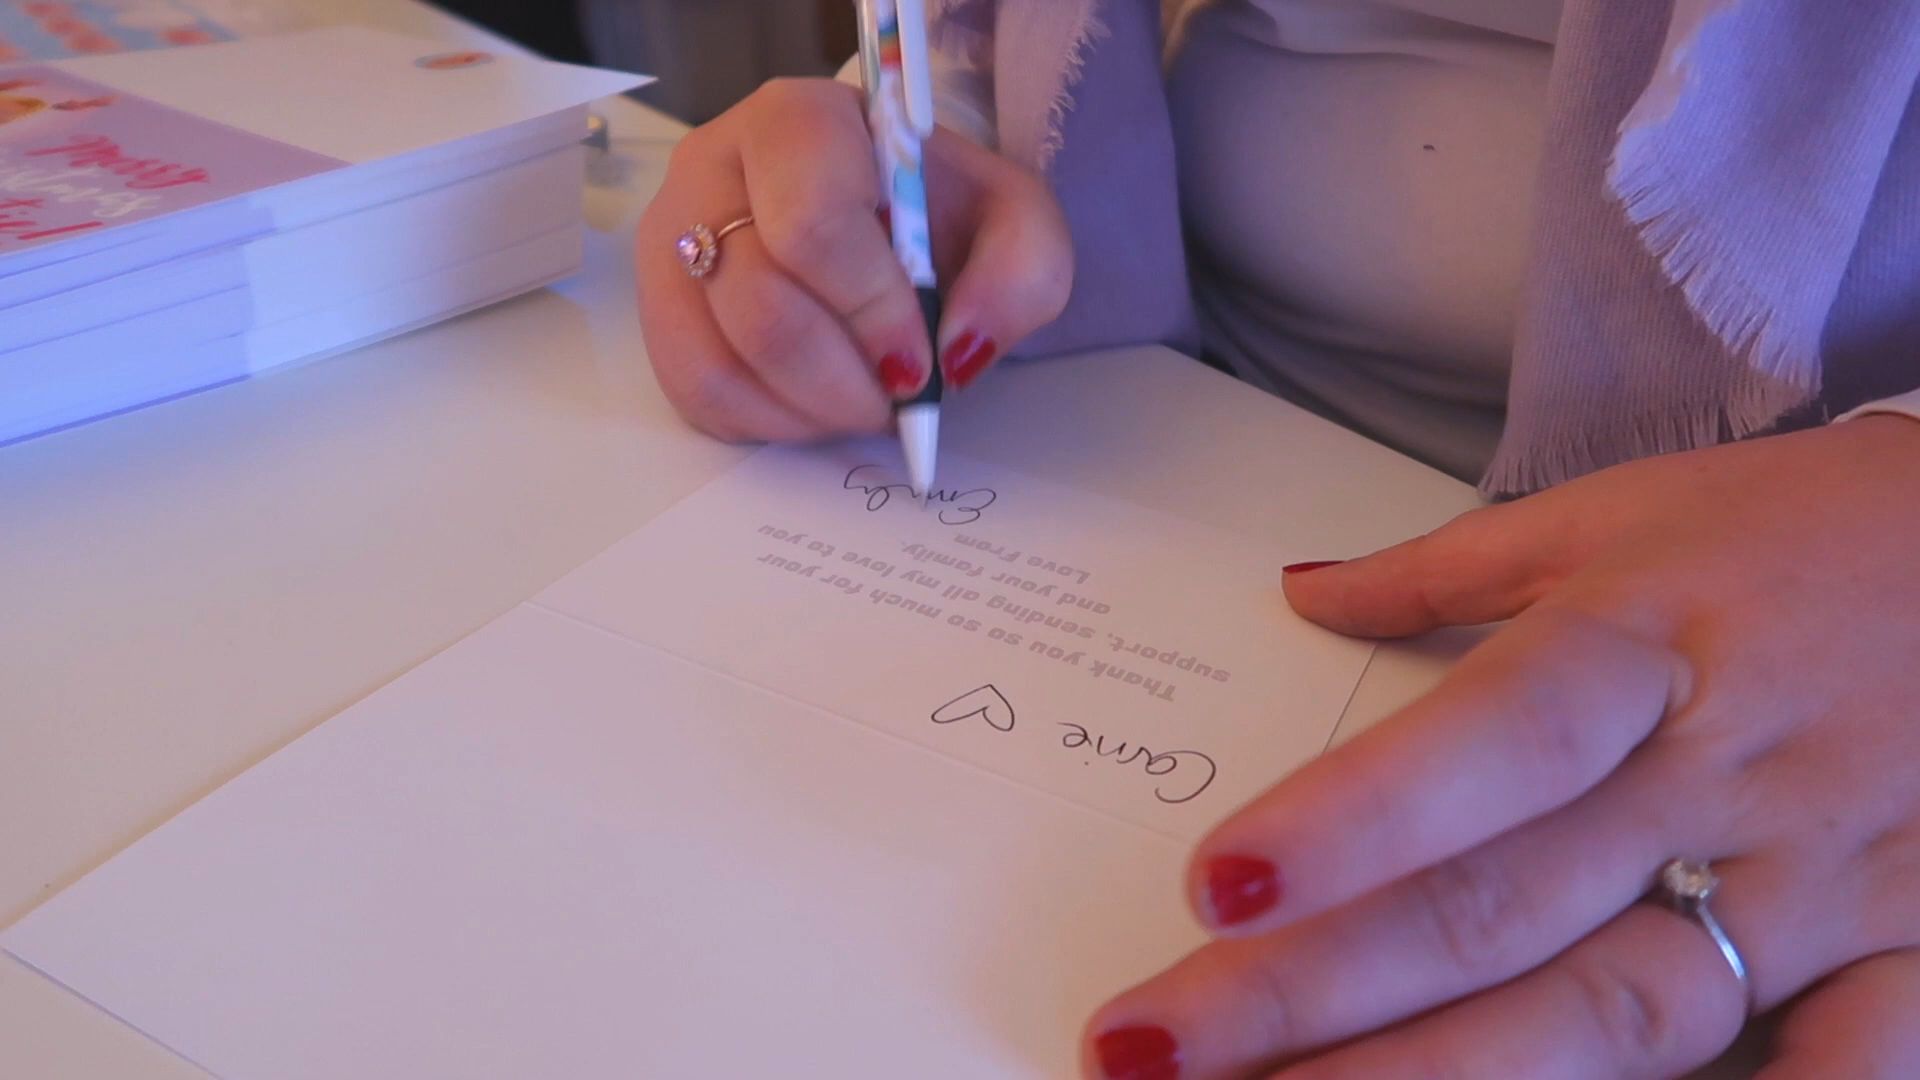 Carrie ♡
Thank you so so much for your
support, sending all my love to you
and your family.
Love From
Emily
merry